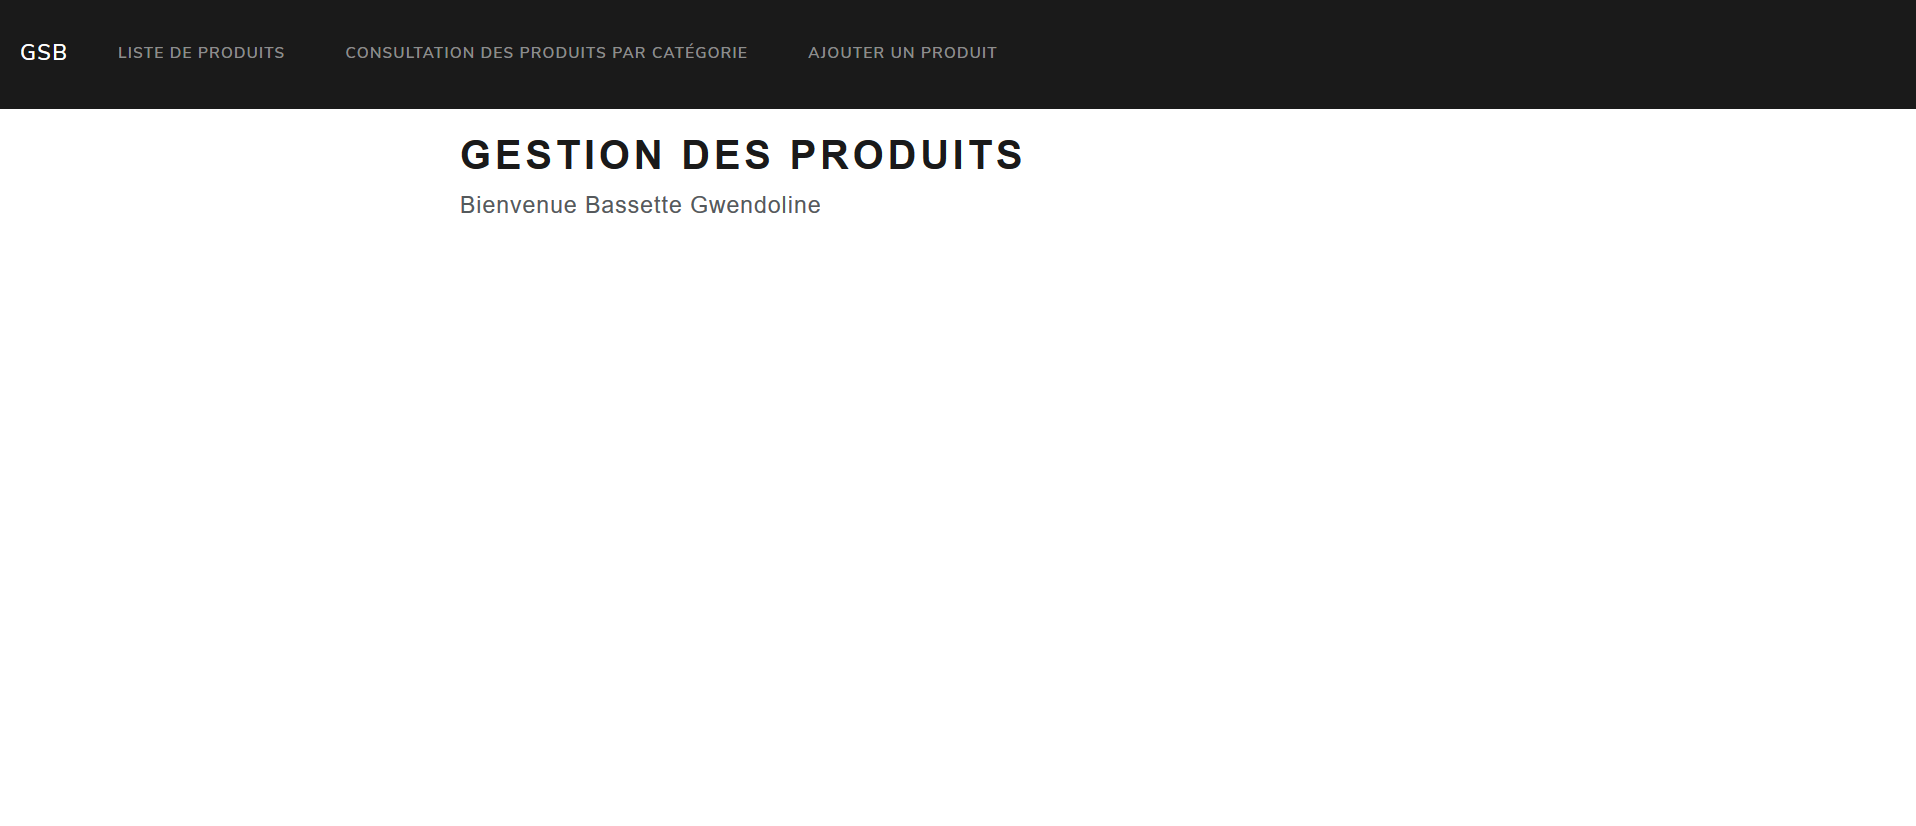 GSB LISTE DE PRODUITS CONSULTATION DES PRODUITS PAR CATÉGORIE AJOUTER UN PRODUIT
GESTION DES PRODUITS
Bienvenue Bassette Gwendoline